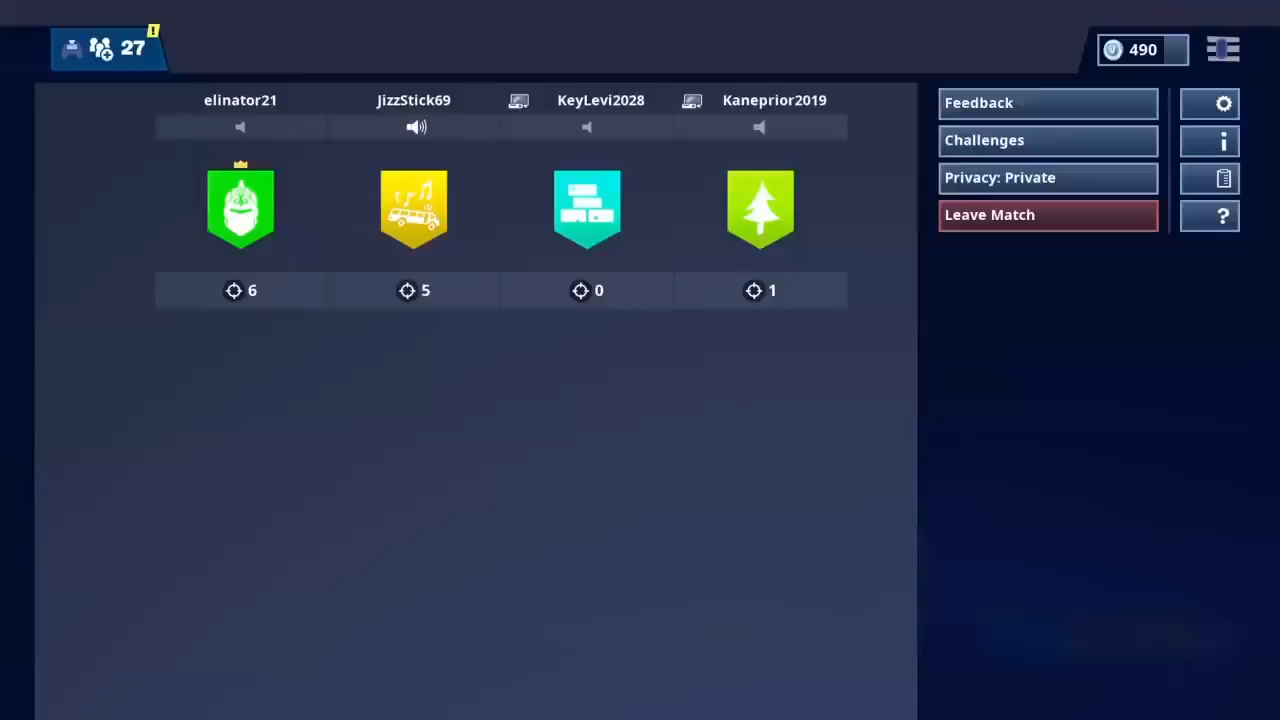 27
!
490
elinator21
JizzStick69
KeyLevi2028
Kaneprior2019
6
5
0
1
Feedback
Challenges
Privacy: Private
Leave Match
i
?